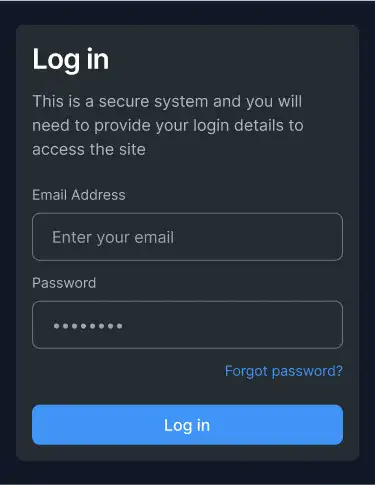 Log in
This is a secure system and you will
need to provide your login details to
access the site
Email Address
Enter your email
Password
••••••••
Forgot password?
Log in